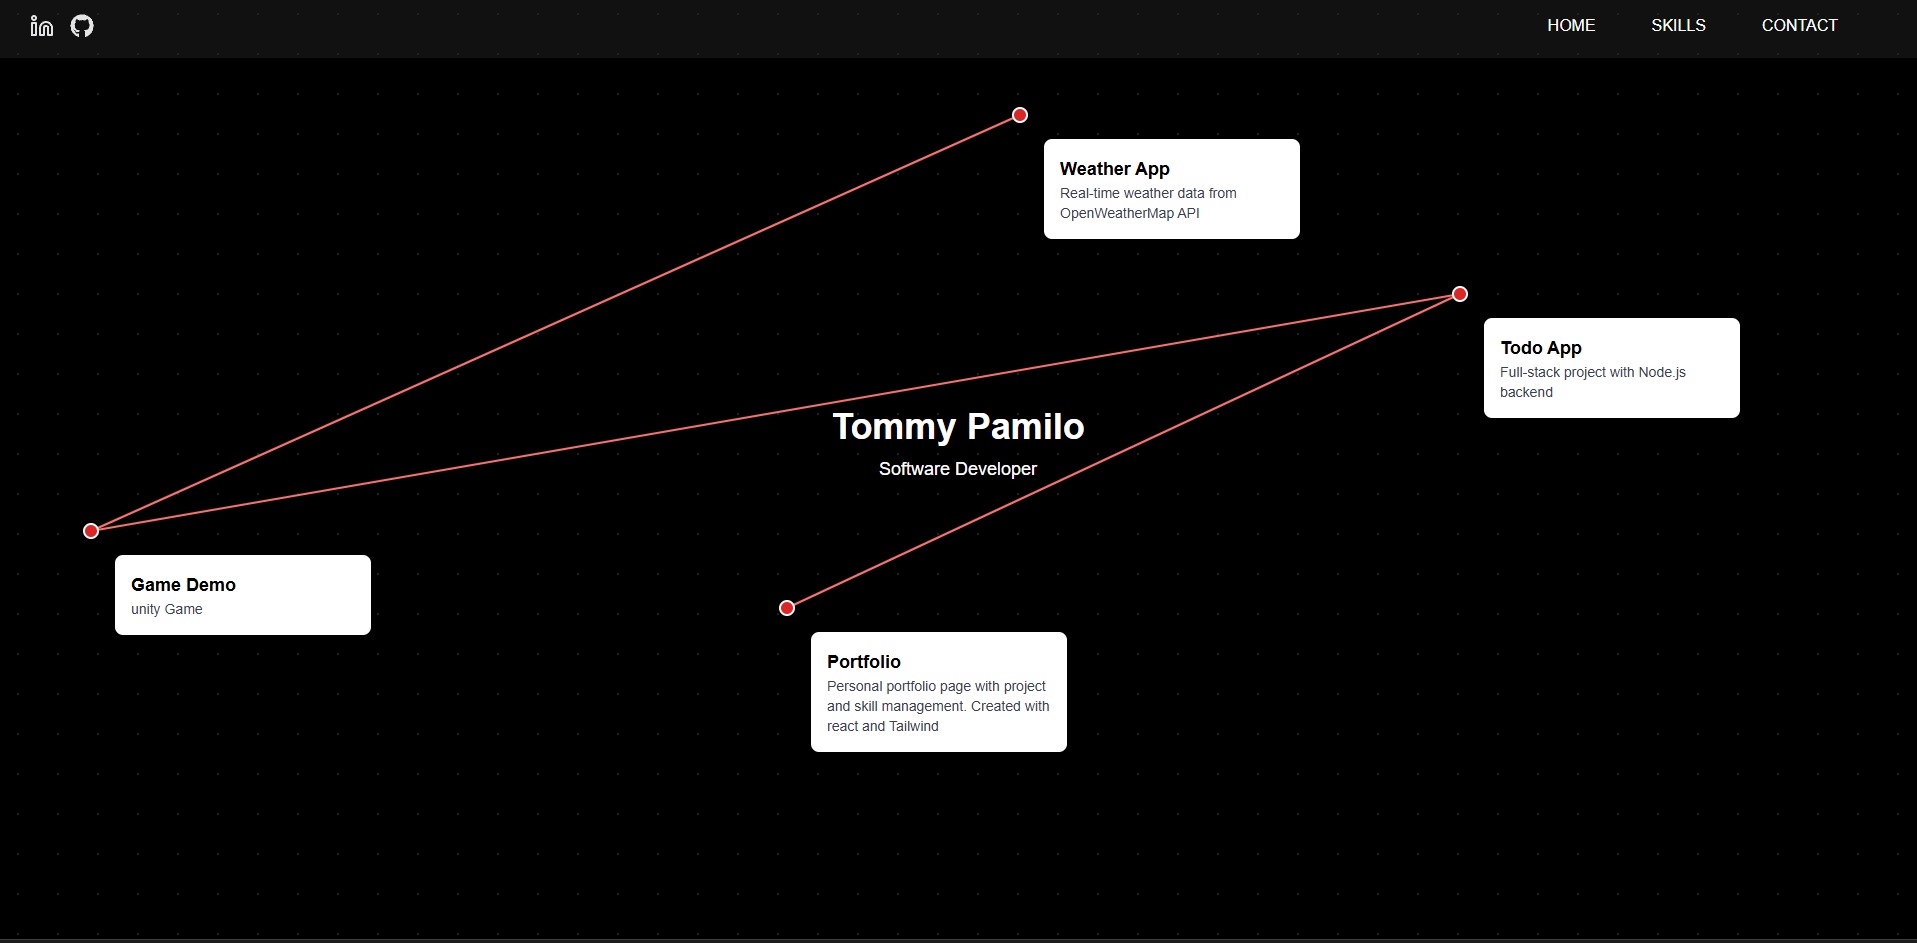 HOME
SKILLS
CONTACT
Weather App
Real-time weather data from
OpenWeatherMap API
Todo App
Full-stack project with Node.js
backend
Tommy Pamilo
Software Developer
Game Demo
unity Game
Portfolio
Personal portfolio page with project
and skill management. Created with
react and Tailwind